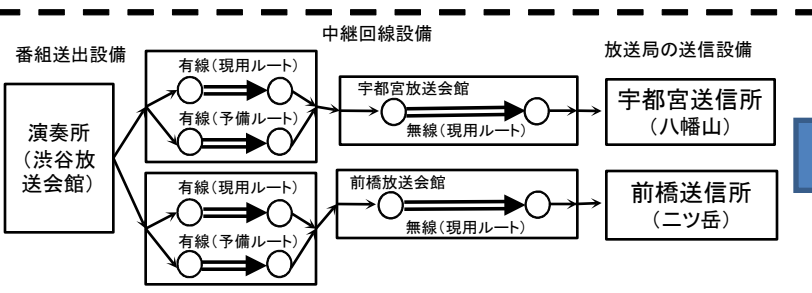 中継回線設備
番組送出設備
放送局の送信設備
演奏所
(渋谷放
送会館)
有線(現用ルート)
有線(予備ルート)
宇都宮放送会館
無線(現用ルート)
宇都宮送信所
(八幡山)
有線(現用ルート)
有線(予備ルート)
前橋放送会館
無線(現用ルート)
前橋送信所
(二ツ岳)